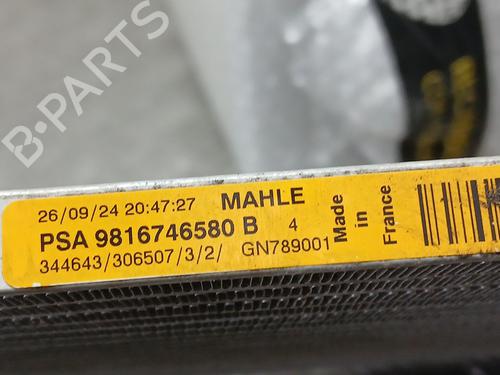 B-PARTS
26/09/24 20:47:27 MAHLE
PSA 9816746580 B 4
344643/306507/3/2/ GN789001
Made
in
France